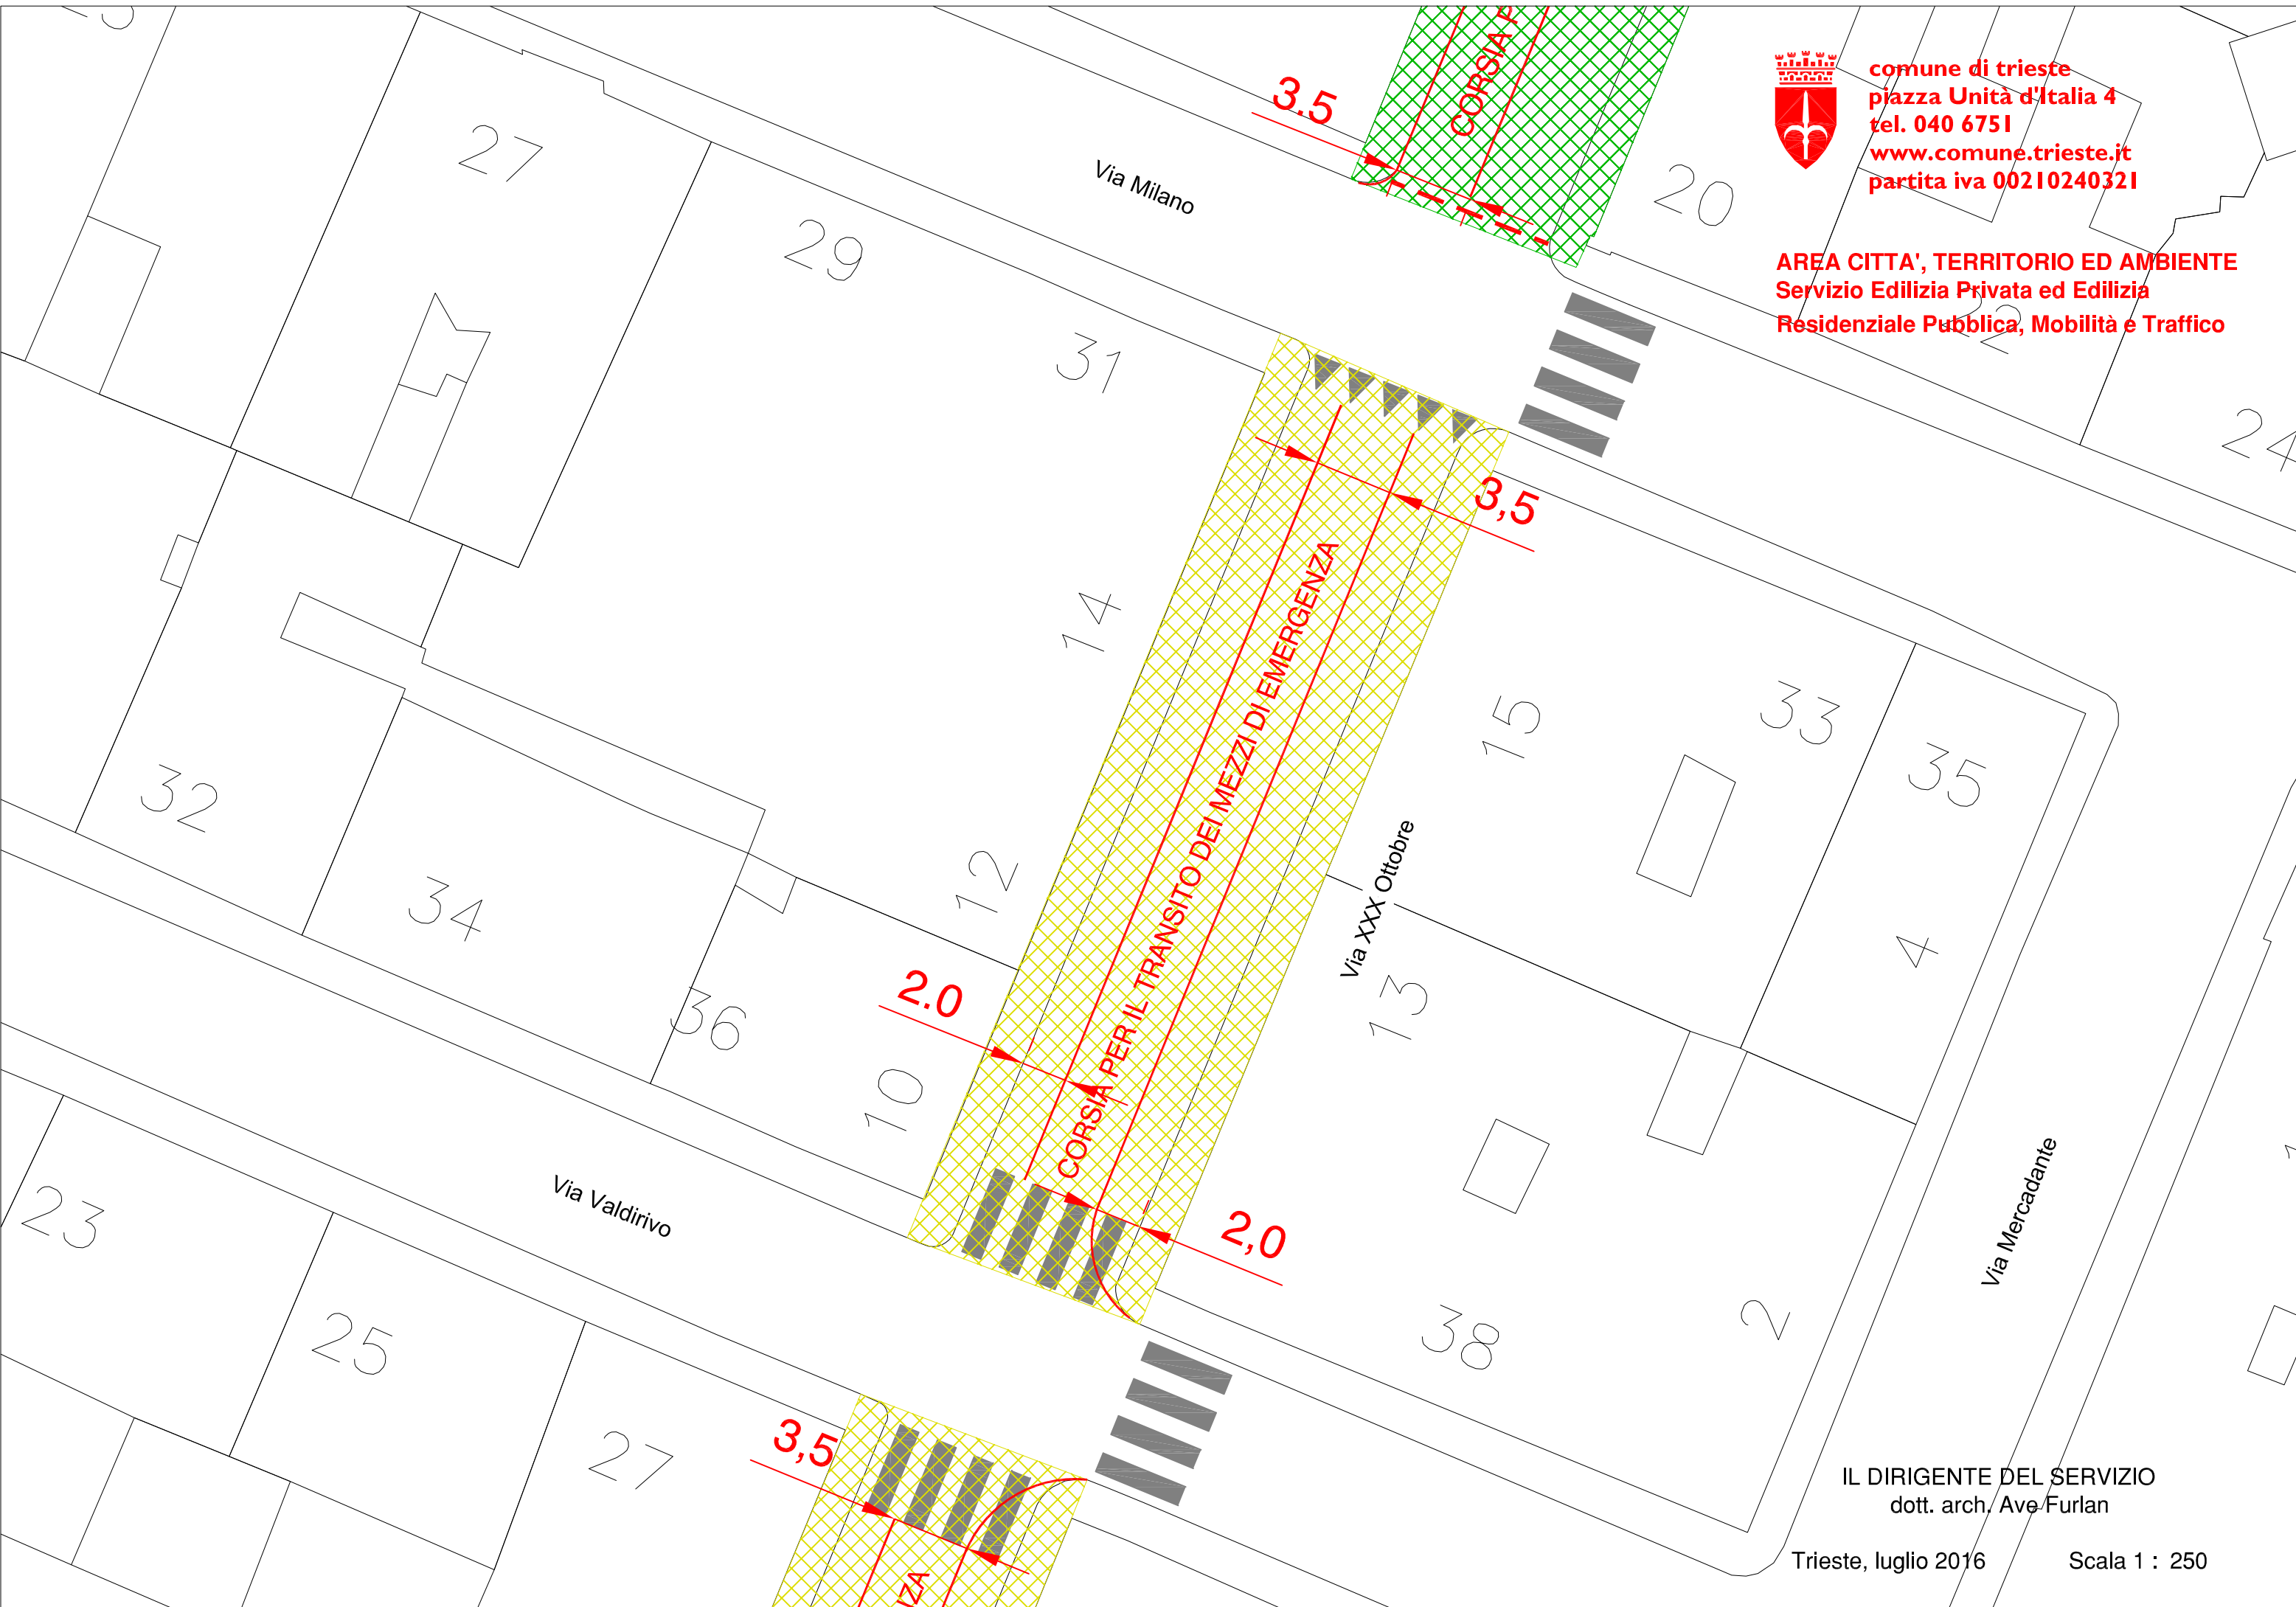 CORSIA P
3.5
comune di trieste
piazza Unità d'Italia 4
tel. 040 6751
www.comune.trieste.it
partita iva 00210240321
AREA CITTA', TERRITORIO ED AMBIENTE
Servizio Edilizia Privata ed Edilizia
Residenziale Pubblica, Mobilità e Traffico
27
Via Milano
20
29
22
31
24
3,5
14
CORSIA PER IL TRANSITO DEI MEZZI DI EMERGENZA
15
33
35
32
12
34
Via XXX Ottobre
4
2.0
13
36
10
Via Valdirivo
23
2,0
Via Mercadante
25
38
2
27
3,5
NZA
IL DIRIGENTE DEL SERVIZIO
dott. arch. Ave Furlan
Trieste, luglio 2016
Scala 1 : 250